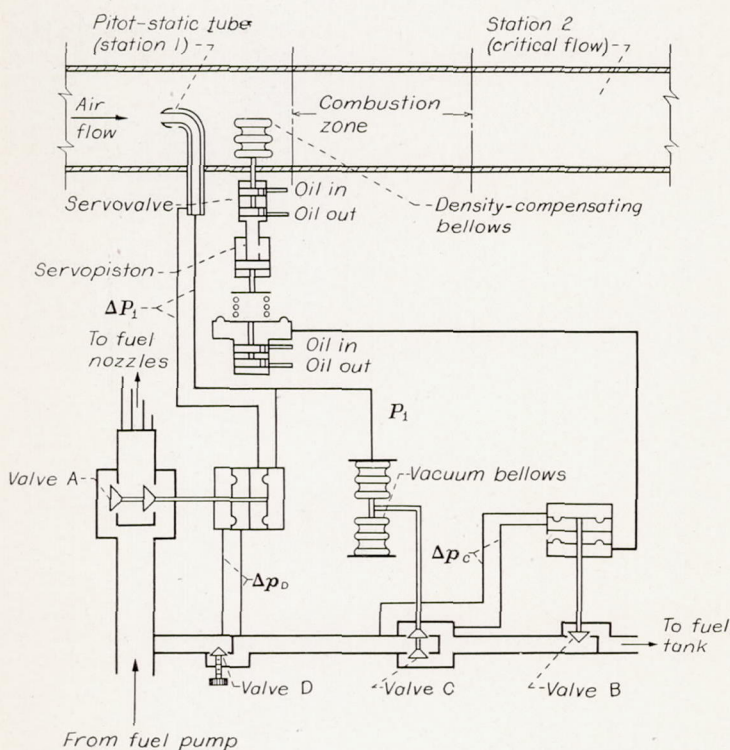 Pitot-static tube
(station 1)
Station 2
(critical flow)
Air
flow
Combustion
zone
Servovalve
Oil in
Oil out
Density-compensating
bellows
Servopiston
ΔP₁
To fuel
nozzles
Oil in
Oil out
P₁
Valve A
Vacuum bellows
Δp_D
Δp_C
To fuel
tank
Valve D
Valve C
Valve B
From fuel pump